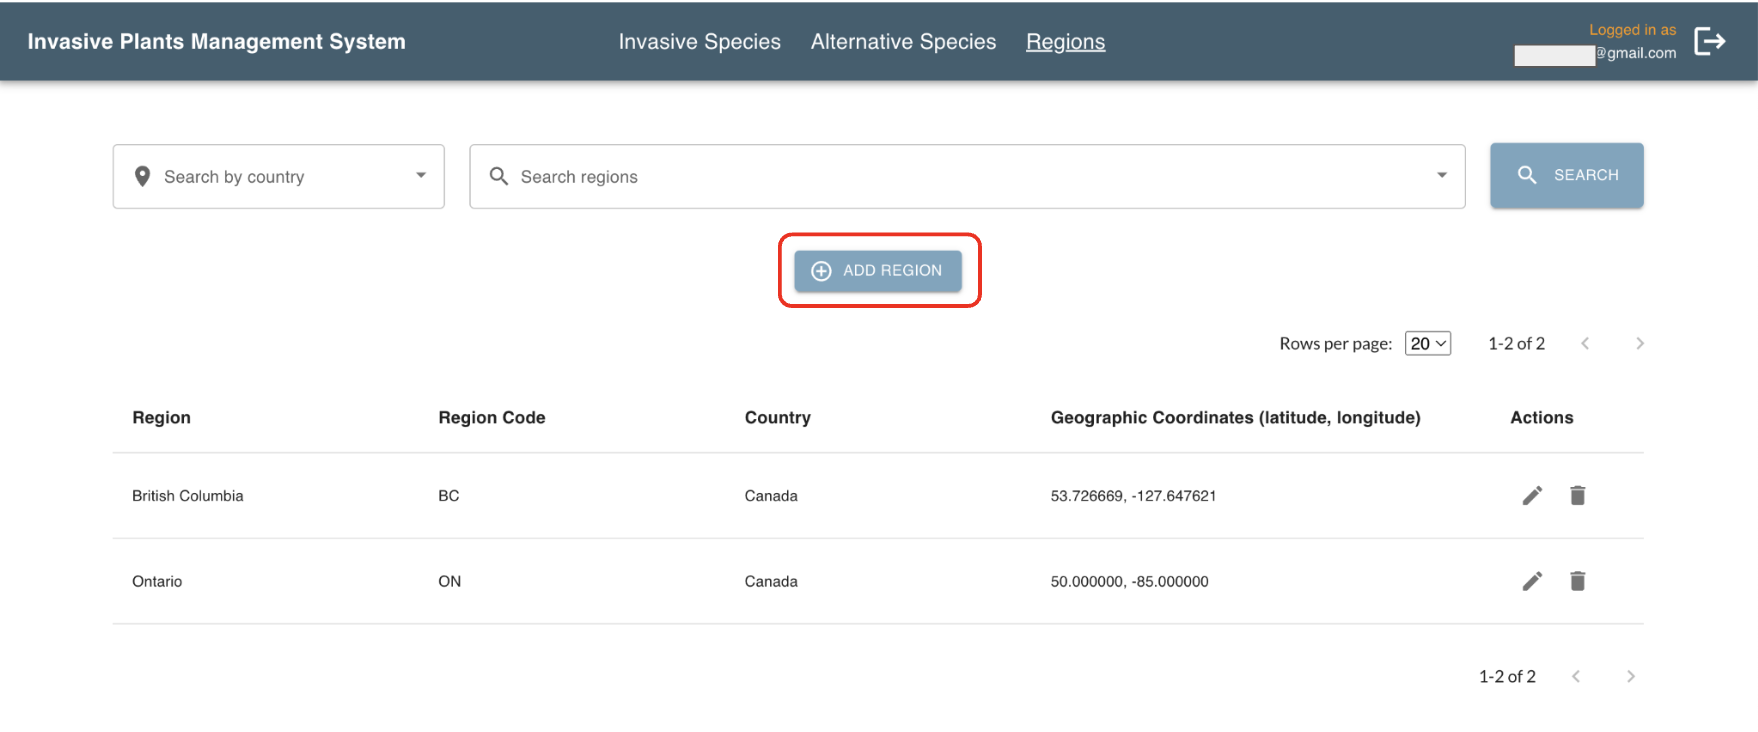 Invasive Plants Management System
Invasive Species Alternative Species Regions
Logged in as
@gmail.com
Search by country
Search regions
SEARCH
ADD REGION
Rows per page: 20 1-2 of 2
Region Region Code Country Geographic Coordinates (latitude, longitude) Actions
British Columbia BC Canada 53.726669, -127.647621
Ontario ON Canada 50.000000, -85.000000
1-2 of 2